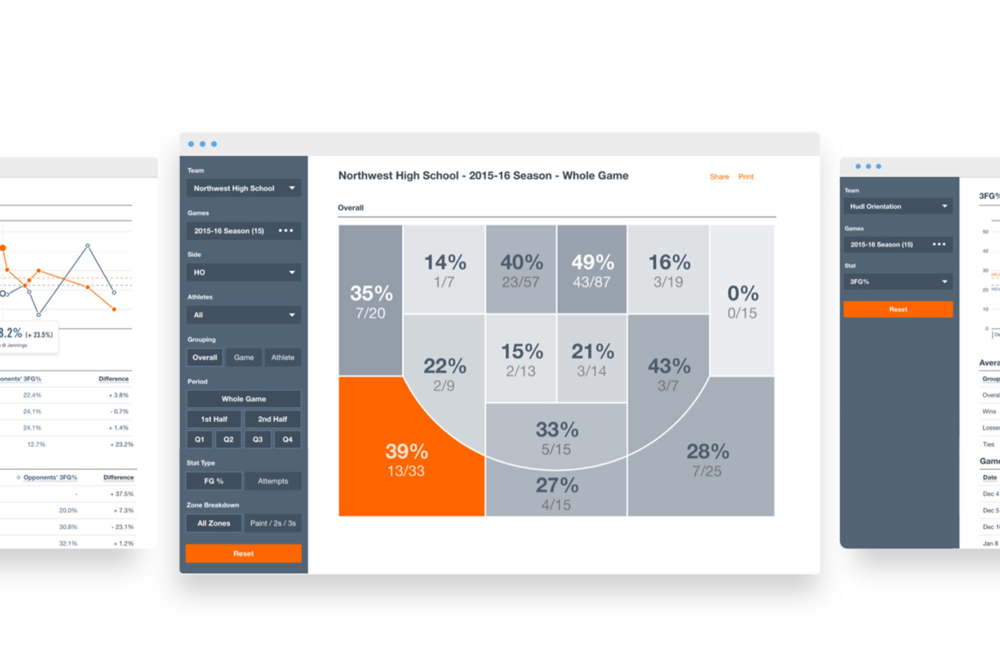 8.2% (+ 23.5%)
@ Jennings
onents' 3FG% Difference
22.4% + 3.8%
24.1% - 0.7%
24.1% + 1.4%
12.7% + 23.2%
Opponents' 3FG% Difference
- + 37.5%
20.0% + 7.3%
30.8% - 23.1%
32.1% + 1.2%
Team
Northwest High School
Games
2015-16 Season (15)
Side
HO
Athletes
All
Grouping
Overall Game Athlete
Period
Whole Game
1st Half 2nd Half
Q1 Q2 Q3 Q4
Stat Type
FG % Attempts
Zone Breakdown
All Zones Paint / 2s / 3s
Reset
Northwest High School - 2015-16 Season - Whole Game
Share Print
Overall
35%
7/20
14%
1/7
40%
23/57
49%
43/87
16%
3/19
0%
0/15
22%
2/9
15%
2/13
21%
3/14
43%
3/7
39%
13/33
33%
5/15
28%
7/25
27%
4/15
Team
Hudl Orientation
Games
2015-16 Season (15)
Stat
3FG%
Reset
3FG%
50
40
30
HO
20
HO
10
0
De
Avera
Group
Overal
Wins
Losses
Ties
Game
Date
Dec 4
Dec 5
Dec 1
Jan 8